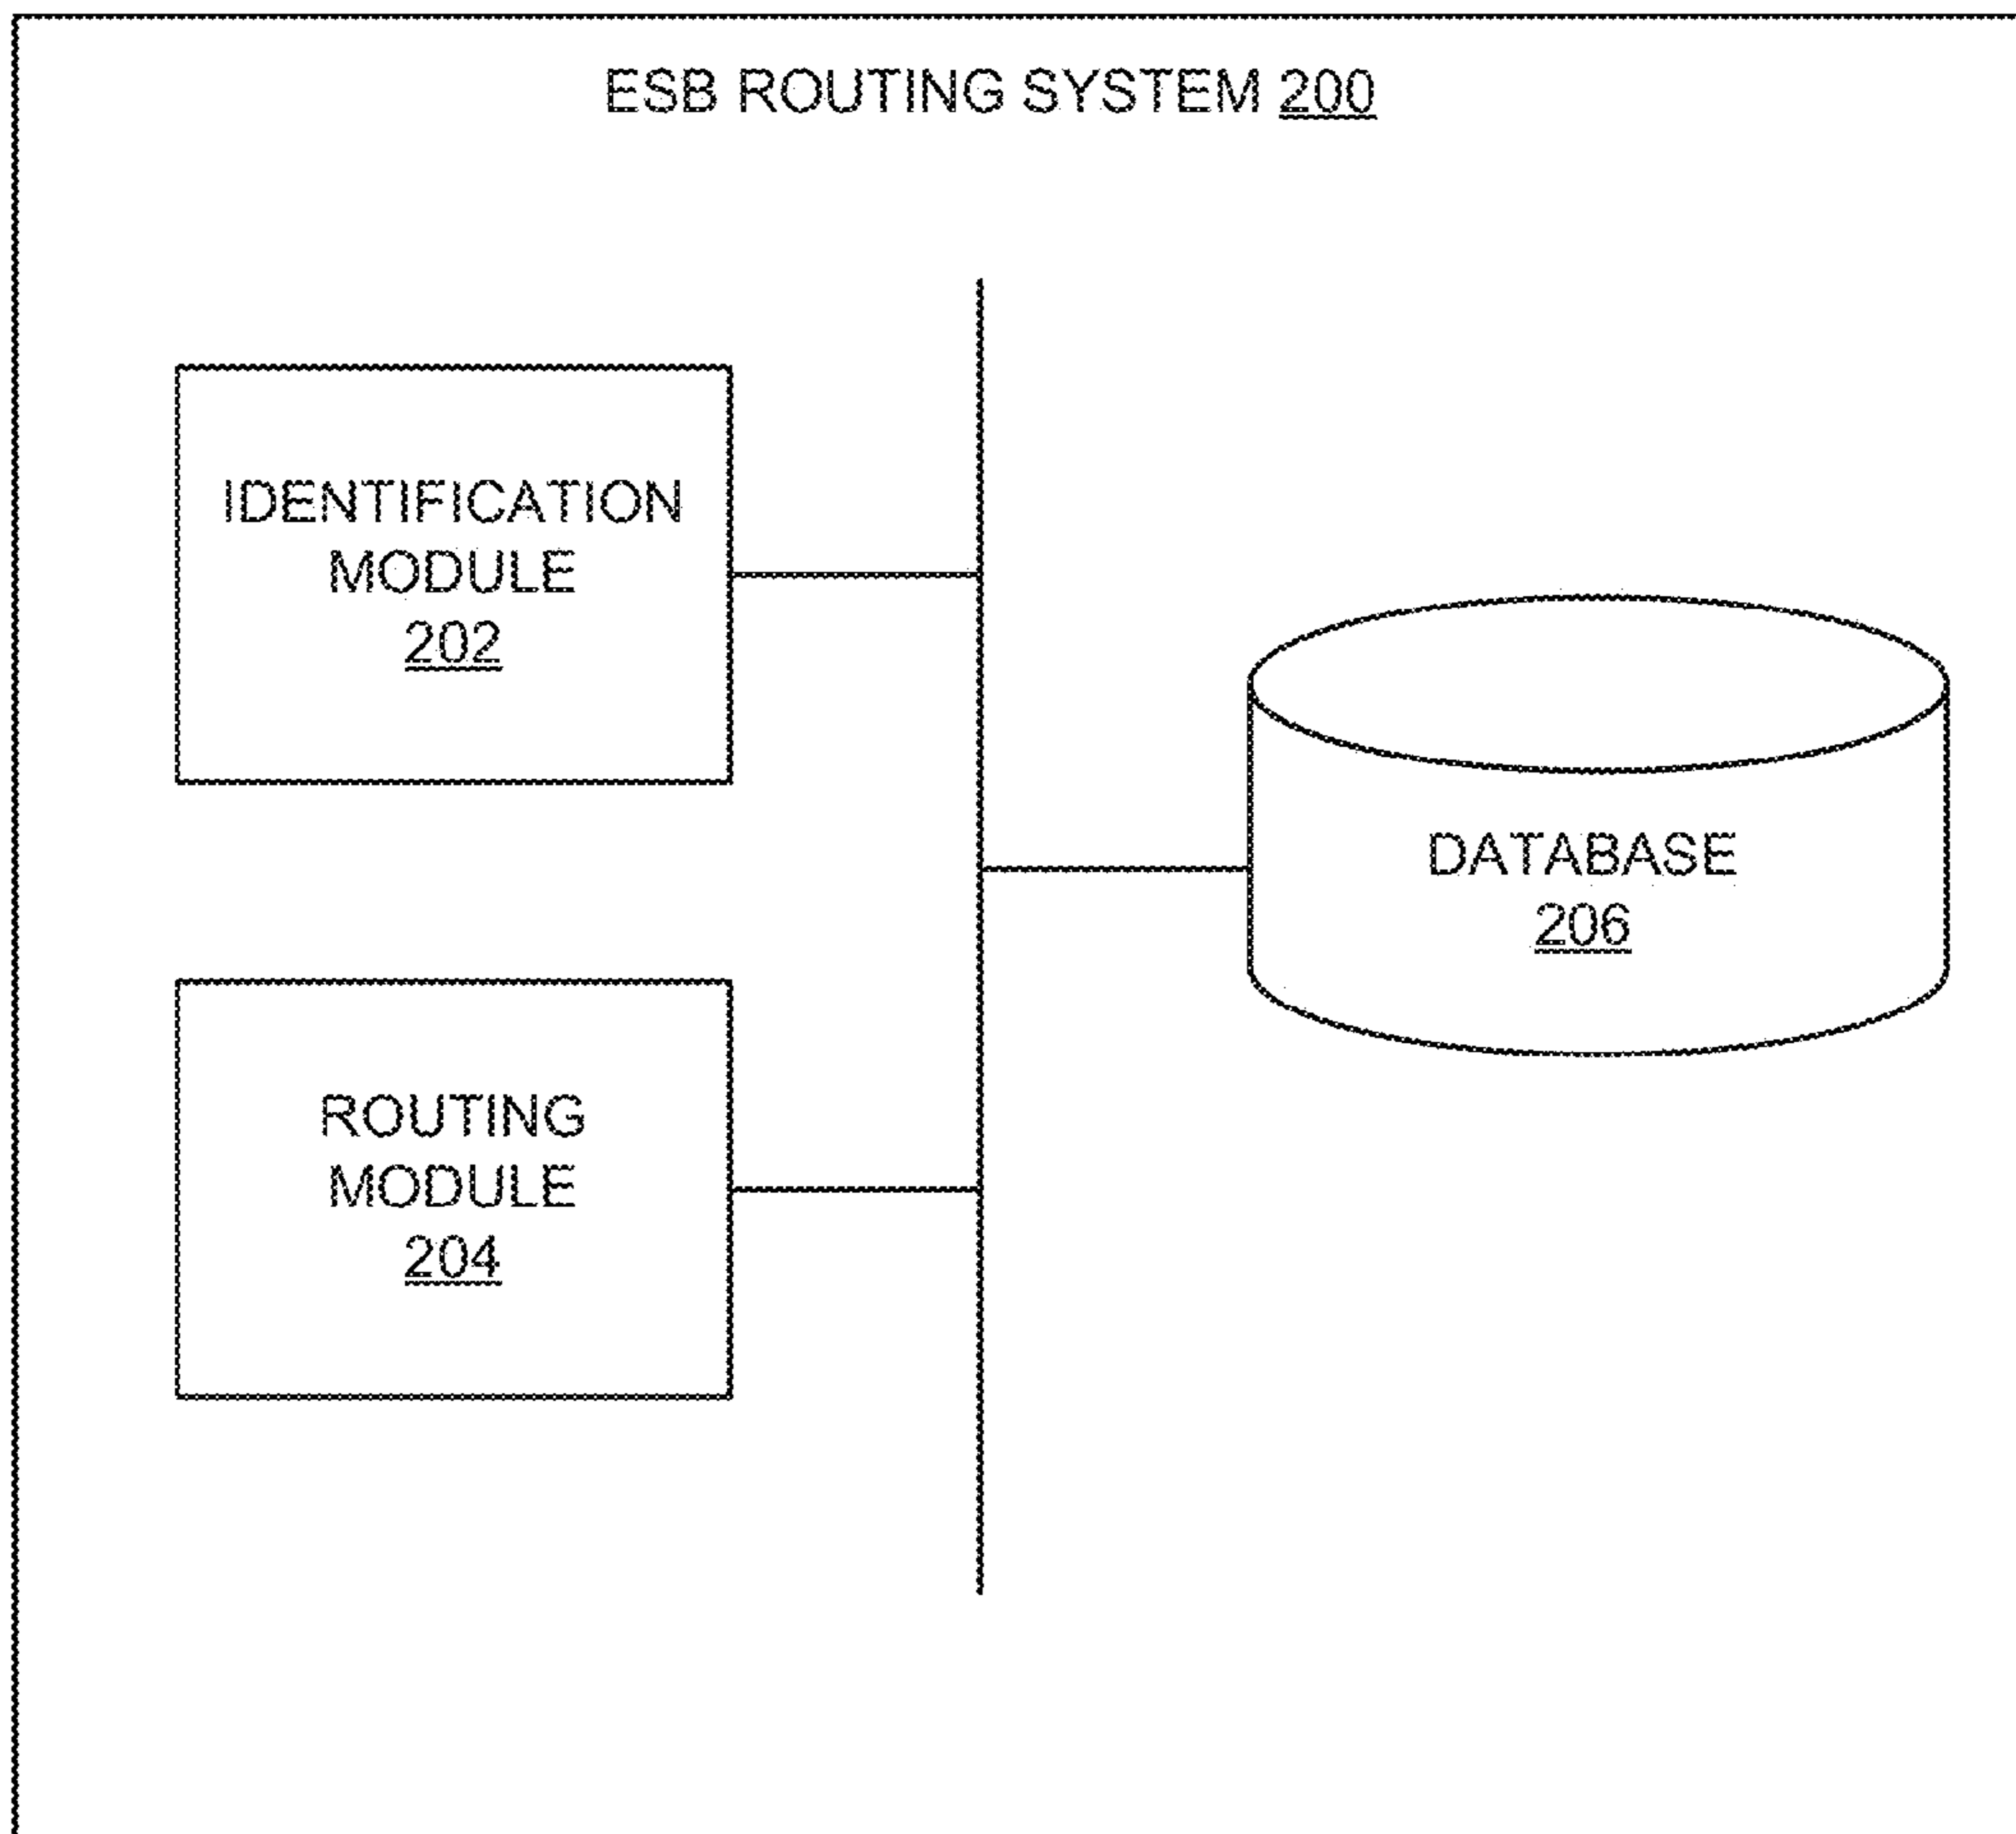 ESB ROUTING SYSTEM 200
IDENTIFICATION
MODULE
202
DATABASE
206
ROUTING
MODULE
204